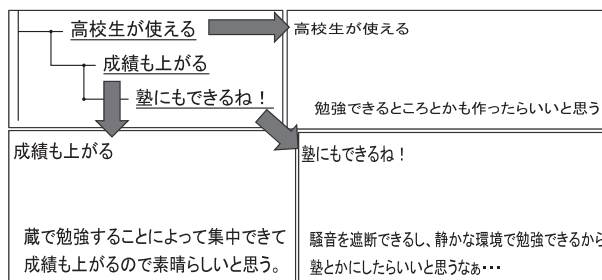 高校生が使える
成績も上がる
塾にもできるね！
高校生が使える
勉強できるところとかも作ったらいいと思う
成績も上がる
蔵で勉強することによって集中できて
成績も上がるので素晴らしいと思う。
塾にもできるね！
騒音を遮断できるし、静かな環境で勉強できるから
塾とかにしたらいいと思うなぁ・・・